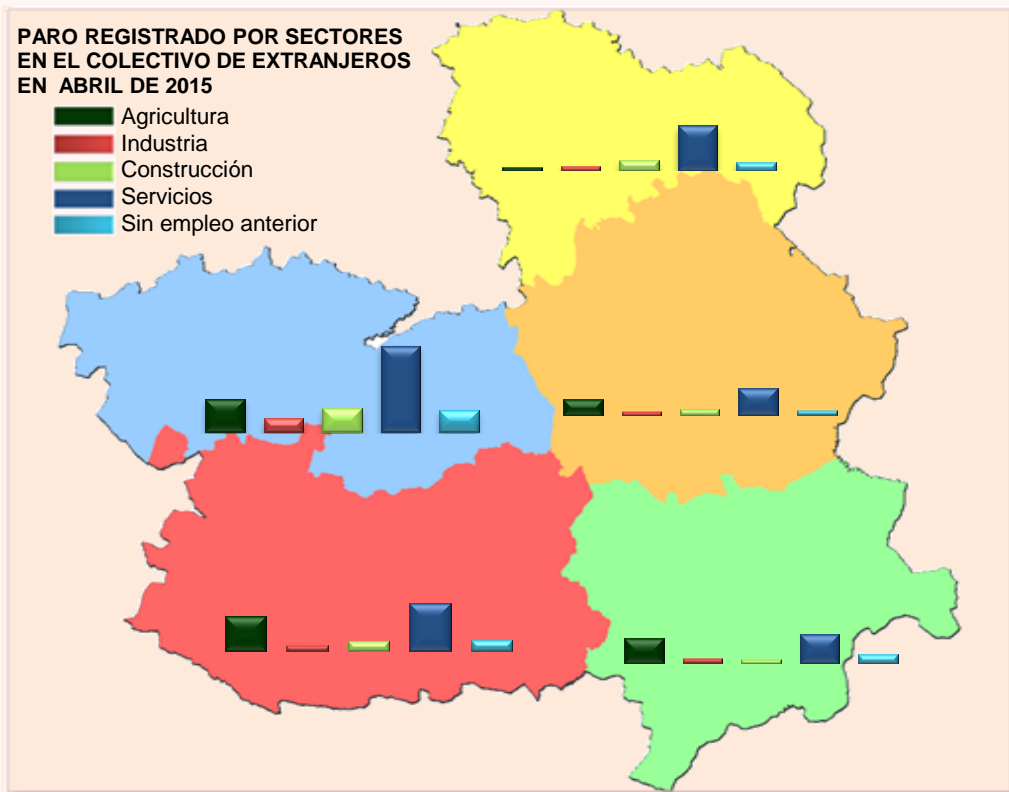 PARO REGISTRADO POR SECTORES
EN EL COLECTIVO DE EXTRANJEROS
EN ABRIL DE 2015
Agricultura
Industria
Construcción
Servicios
Sin empleo anterior